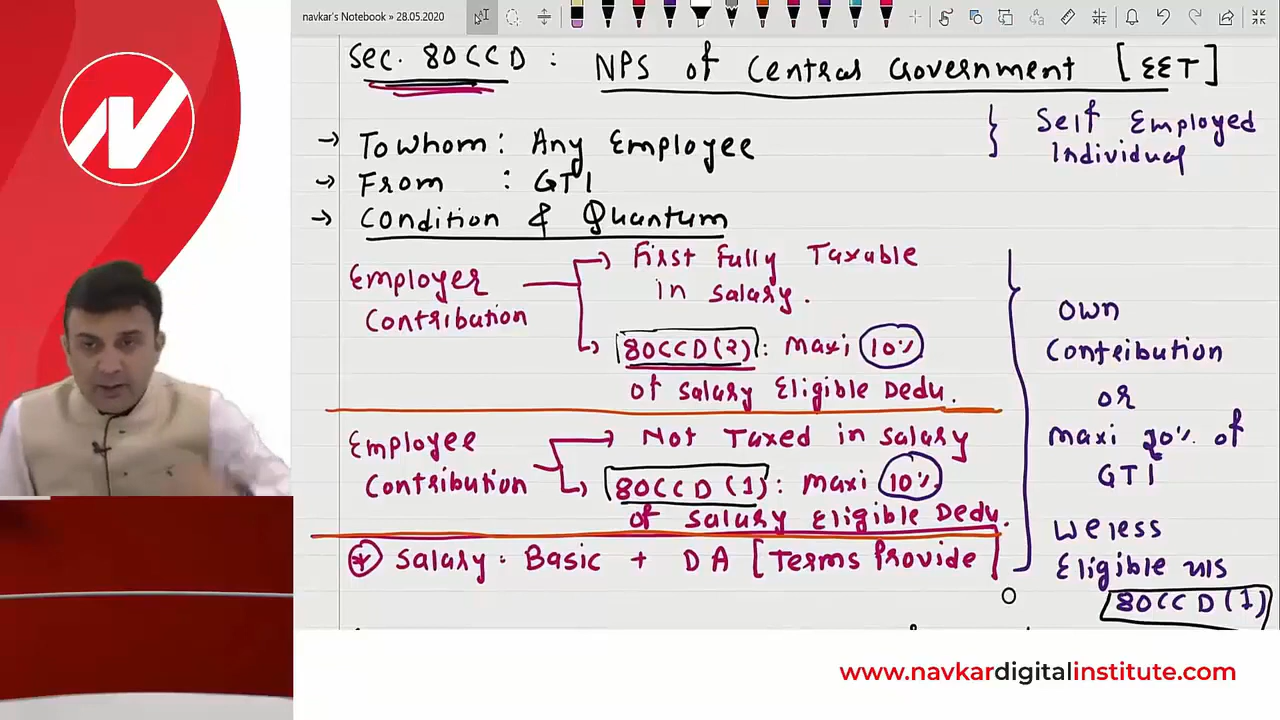 navkar's Notebook » 28.05.2020
Sec. 80CCD : NPS of Central Government [EET]
→ To whom : Any Employee
} Self Employed
Individual
→ From : GTI
→ Condition & Quantum
Employer Contribution
→ First Fully Taxable
in salary.
→ 80CCD(2) : Maxi 10%
of salary Eligible Dedu.
Employee Contribution
→ Not Taxed in salary
→ 80CCD(1) : Maxi 10%
of salary Eligible Dedu.
* Salary : Basic + DA [Terms Provide]
Own
Contribution
or
Maxi 20% of
GTI
w e less
Eligible u/s
80CCD(1)
www.navkardigitalinstitute.com